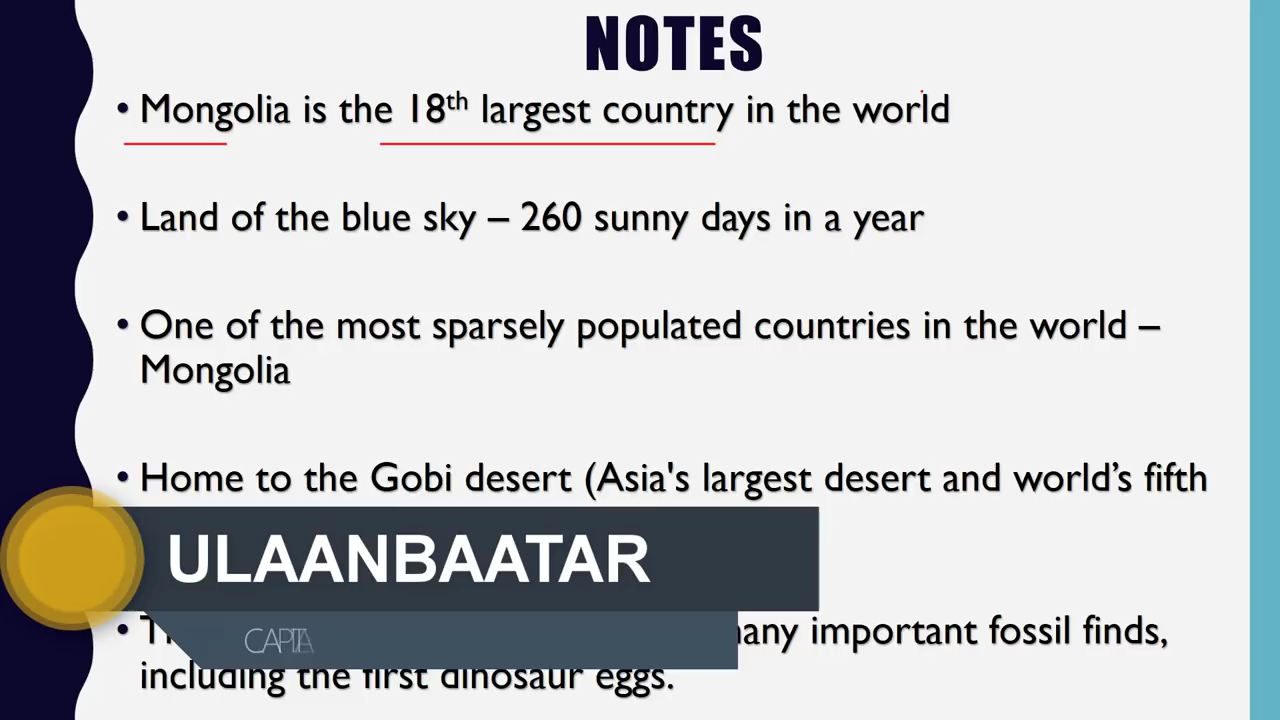 NOTES
• Mongolia is the 18th largest country in the world
• Land of the blue sky – 260 sunny days in a year
• One of the most sparsely populated countries in the world –
Mongolia
• Home to the Gobi desert (Asia's largest desert and world’s fifth
ULAANBAATAR
• important fossil finds,
CAPITA
including the first dinosaur eggs.